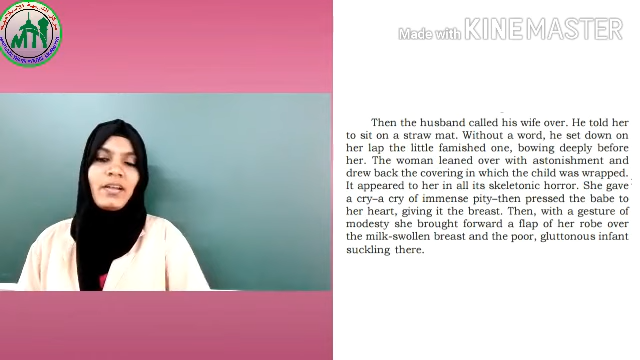 Made with KINEMASTER
Then the husband called his wife over. He told her
to sit on a straw mat. Without a word, he set down on
her lap the little famished one, bowing deeply before
her. The woman leaned over with astonishment and
drew back the covering in which the child was wrapped.
It appeared to her in all its skeletonic horror. She gave
a cry–a cry of immense pity–then pressed the babe to
her heart, giving it the breast. Then, with a gesture of
modesty she brought forward a flap of her robe over
the milk-swollen breast and the poor, gluttonous infant
suckling there.